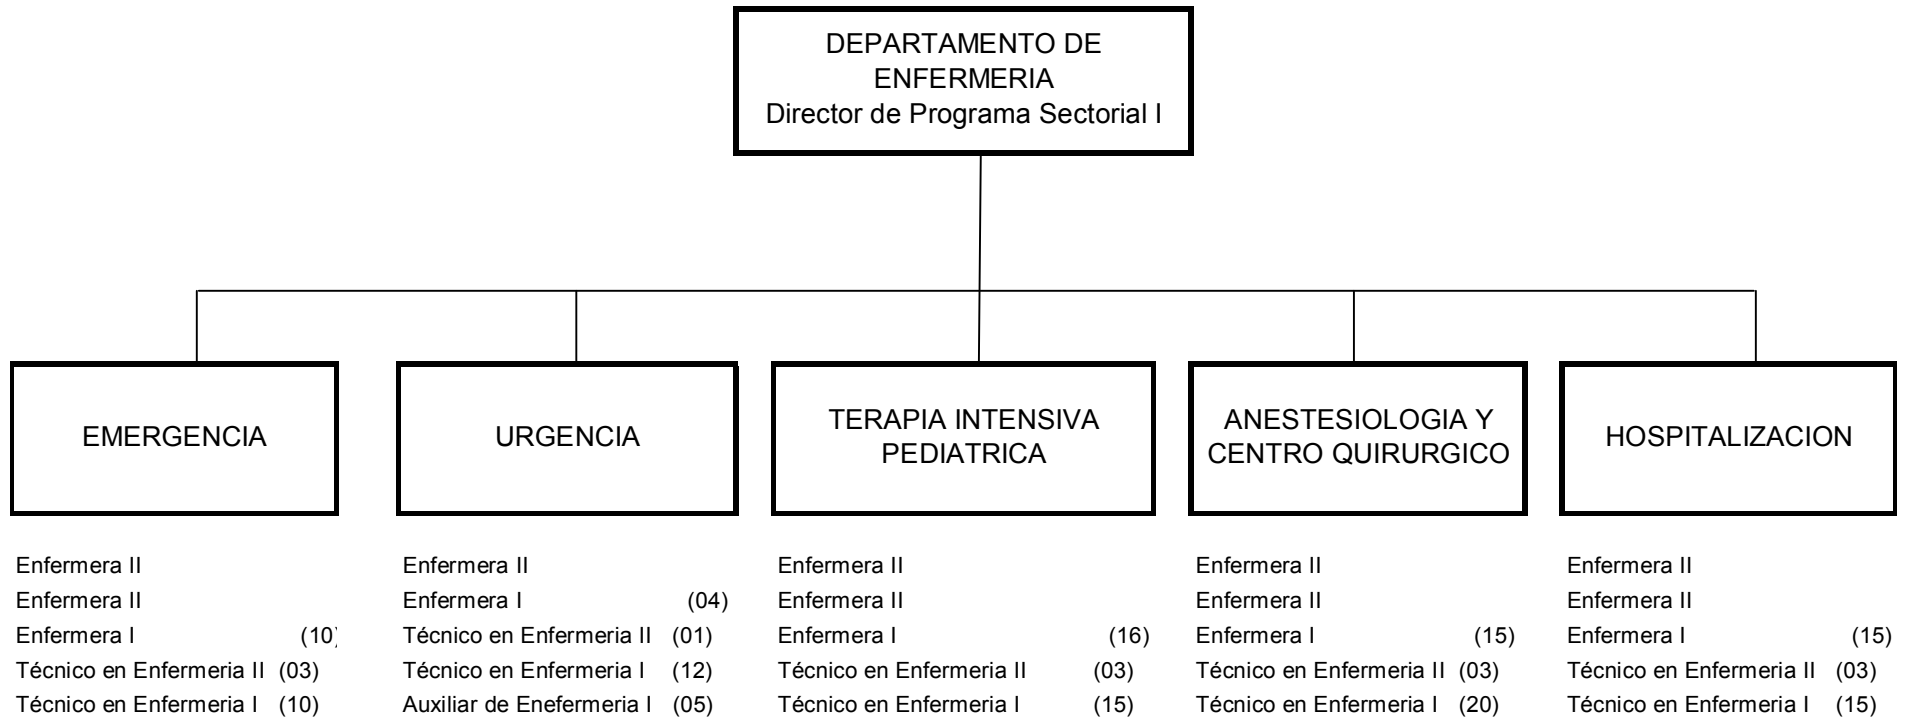 DEPARTAMENTO DE
ENFERMERIA
Director de Programa Sectorial I
EMERGENCIA
URGENCIA
TERAPIA INTENSIVA
PEDIATRICA
ANESTESIOLOGIA Y
CENTRO QUIRURGICO
HOSPITALIZACION
Enfermera II
Enfermera II
Enfermera I (10)
Técnico en Enfermeria II (03)
Técnico en Enfermeria I (10)
Enfermera II
Enfermera I (04)
Técnico en Enfermeria II (01)
Técnico en Enfermeria I (12)
Auxiliar de Enefermeria I (05)
Enfermera II
Enfermera II
Enfermera I (16)
Técnico en Enfermeria II (03)
Técnico en Enfermeria I (15)
Enfermera II
Enfermera II
Enfermera I (15)
Técnico en Enfermeria II (03)
Técnico en Enfermeria I (20)
Enfermera II
Enfermera II
Enfermera I (15)
Técnico en Enfermeria II (03)
Técnico en Enfermeria I (15)